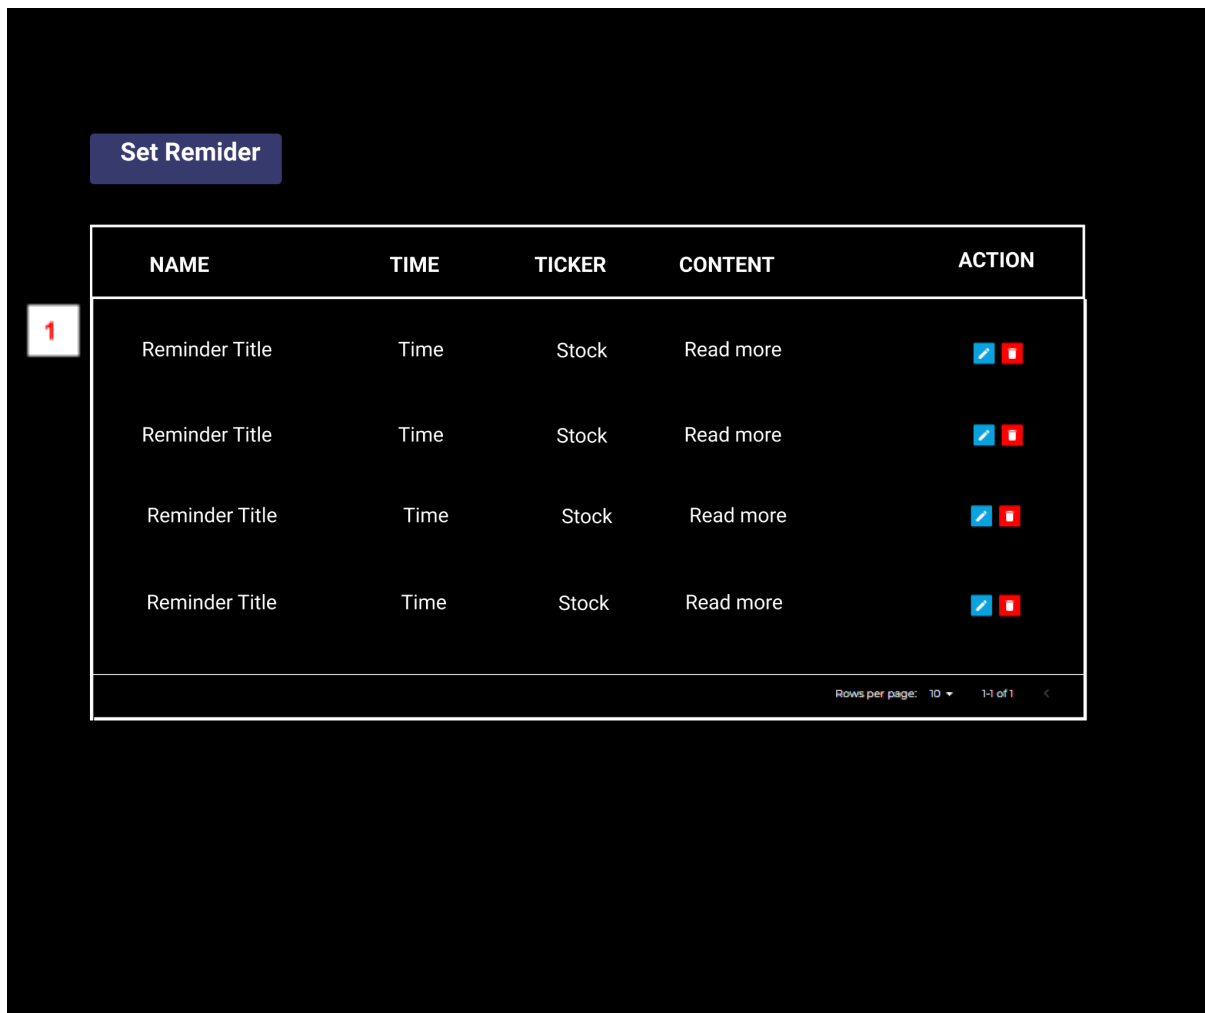 Set Remider
NAME TIME TICKER CONTENT ACTION
1
Reminder Title Time Stock Read more
Reminder Title Time Stock Read more
Reminder Title Time Stock Read more
Reminder Title Time Stock Read more
Rows per page: 10 1-1 of 1